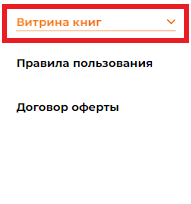 Витрина книг
Правила пользования
Договор оферты